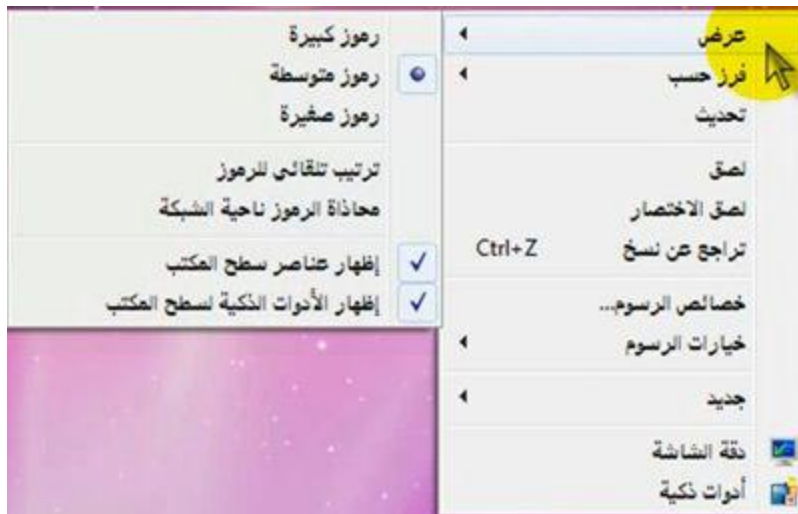 عرض
فرز حسب
تحديث
لصق
لصق الاختصار
تراجع عن نسخ Ctrl+Z
خصائص الرسوم...
خيارات الرسوم
جديد
دقة الشاشة
أدوات ذكية
رموز كبيرة
رموز متوسطة
رموز صغيرة
ترتيب تلقائي للرموز
محاذاة الرموز ناحية الشبكة
إظهار عناصر سطح المكتب
إظهار الأدوات الذكية لسطح المكتب